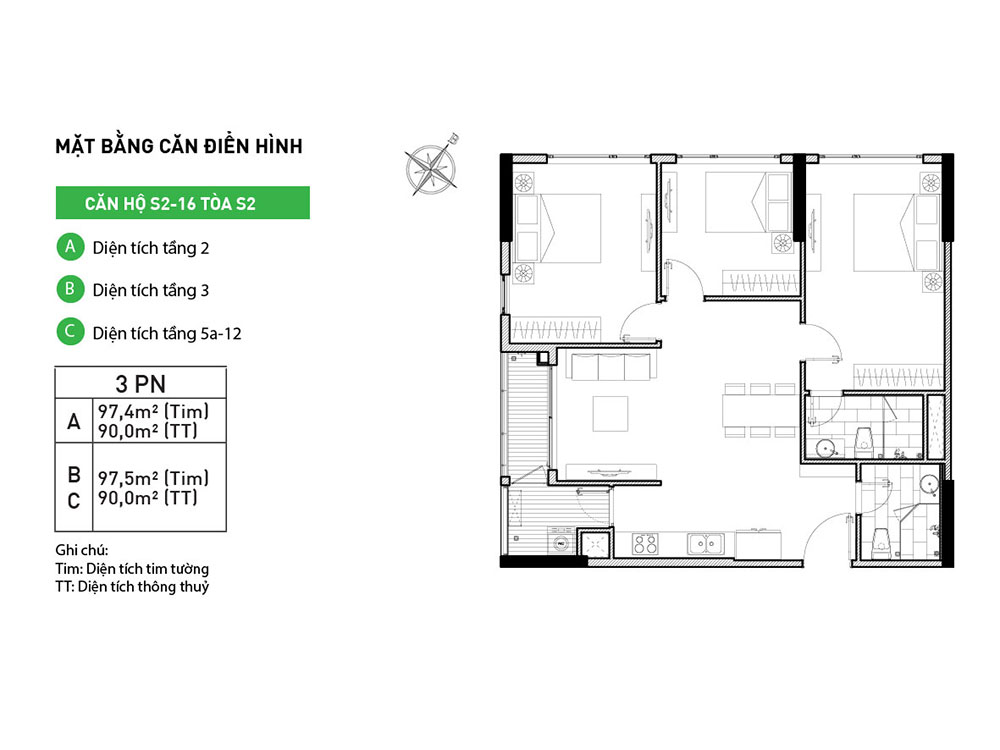 MẶT BẰNG CĂN ĐIỂN HÌNH
CĂN HỘ S2-16 TÒA S2
A Diện tích tầng 2
B Diện tích tầng 3
C Diện tích tầng 5a-12
3 PN
A 97,4m² (Tim)
90,0m² (TT)
B
C
97,5m² (Tim)
90,0m² (TT)
Ghi chú:
Tim: Diện tích tim tường
TT: Diện tích thông thuỷ